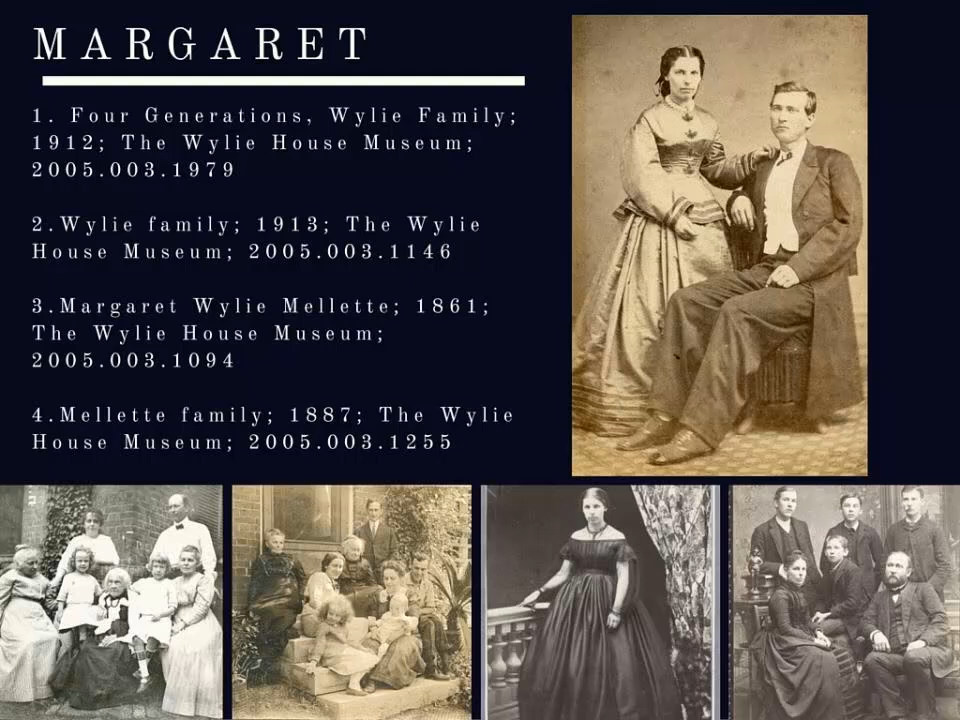 MARGARET
1. Four Generations, Wylie Family;
1912; The Wylie House Museum;
2005.003.1979
2.Wylie family; 1913; The Wylie
House Museum; 2005.003.1146
3.Margaret Wylie Mellette; 1861;
The Wylie House Museum;
2005.003.1094
4.Mellette family; 1887; The Wylie
House Museum; 2005.003.1255